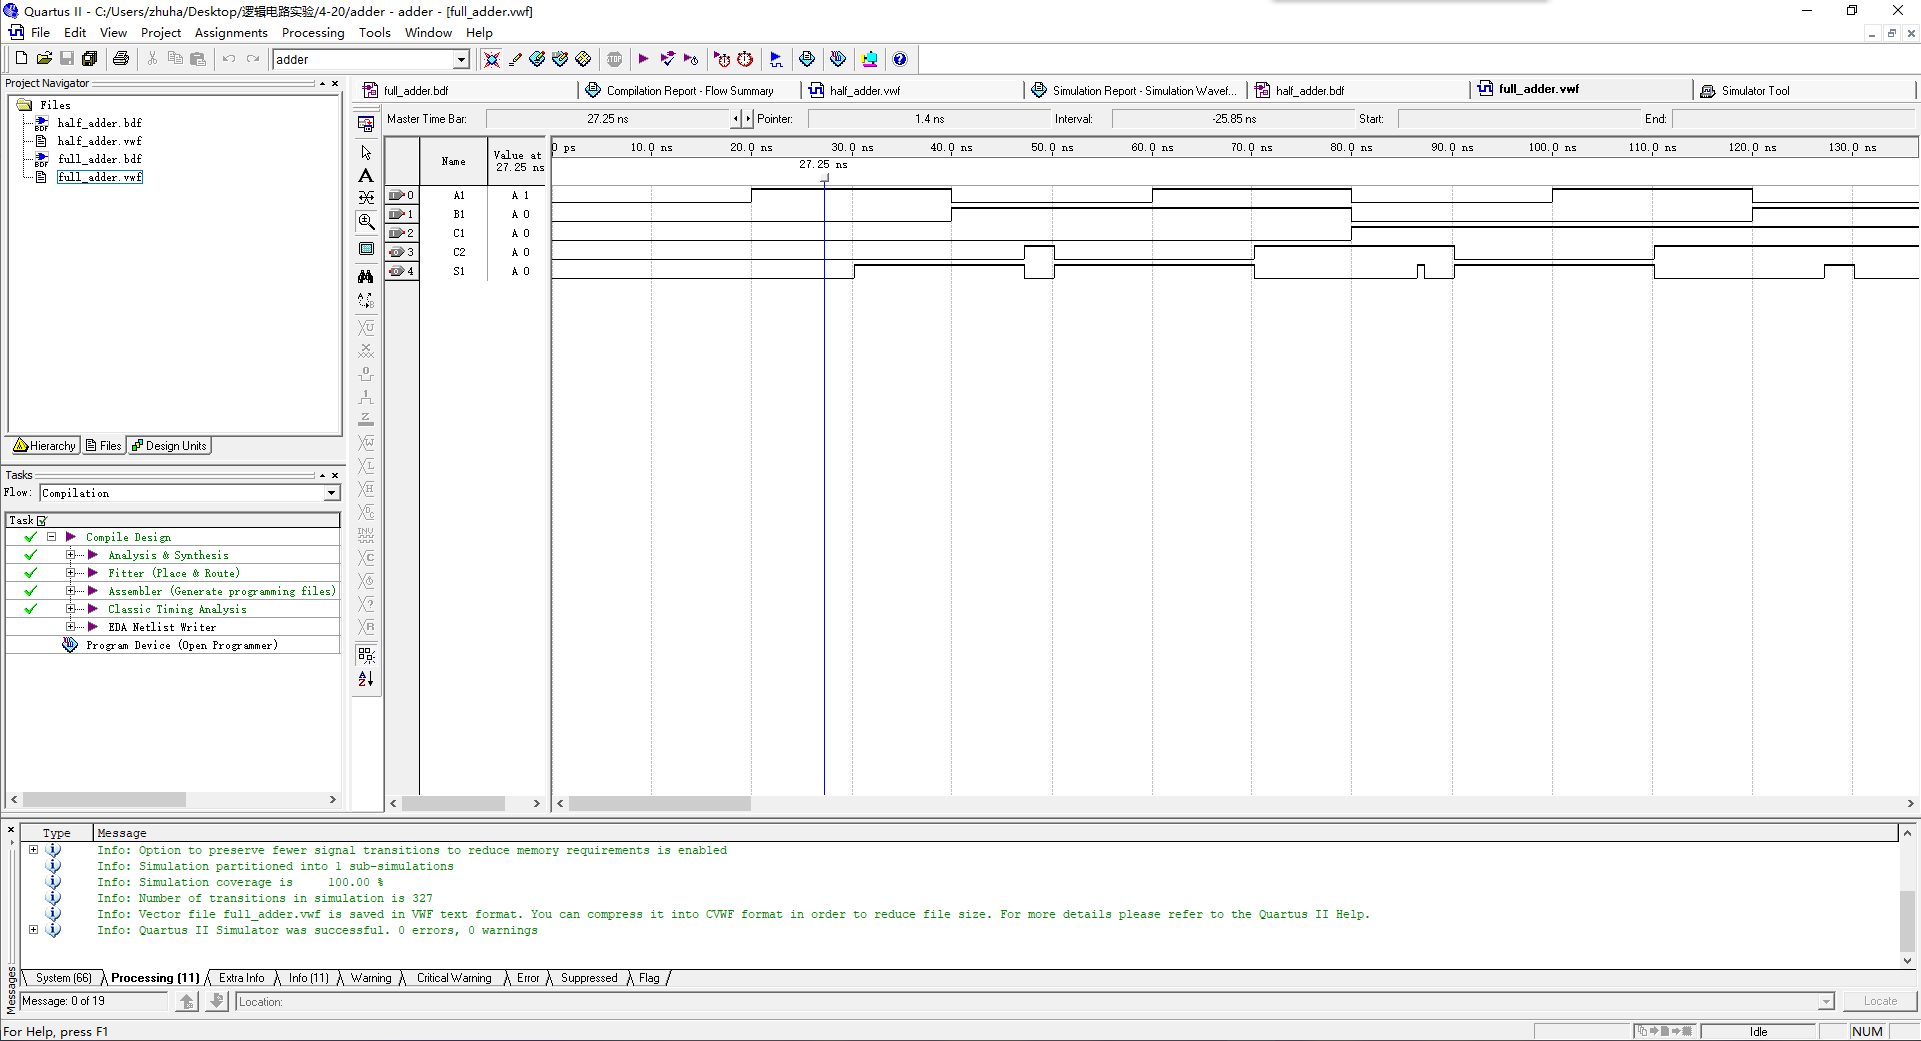 Quartus II - C:/Users/zhuha/Desktop/逻辑电路实验/4-20/adder - adder - [full_adder.vwf]
File Edit View Project Assignments Processing Tools Window Help
adder
Project Navigator
Files
half_adder.bdf
half_adder.vwf
full_adder.bdf
full_adder.vwf
Hierarchy Files Design Units
Tasks
Flow: Compilation
Task
Compile Design
Analysis & Synthesis
Fitter (Place & Route)
Assembler (Generate programming files)
Classic Timing Analysis
EDA Netlist Writer
Program Device (Open Programmer)
full_adder.bdf Compilation Report - Flow Summary half_adder.vwf Simulation Report - Simulation Wavef... half_adder.bdf full_adder.vwf Simulator Tool
Master Time Bar: 27.25 ns Pointer: 1.4 ns Interval: -25.85 ns Start: End:
Name Value at 27.25 ns
0 ps 10.0 ns 20.0 ns 30.0 ns 40.0 ns 50.0 ns 60.0 ns 70.0 ns 80.0 ns 90.0 ns 100.0 ns 110.0 ns 120.0 ns 130.0 ns
27.25 ns
0 A1 A 1
1 B1 A 0
2 C1 A 0
3 C2 A 0
4 S1 A 0
Type Message
Info: Option to preserve fewer signal transitions to reduce memory requirements is enabled
Info: Simulation partitioned into 1 sub-simulations
Info: Simulation coverage is 100.00 %
Info: Number of transitions in simulation is 327
Info: Vector file full_adder.vwf is saved in VWF text format. You can compress it into CVWF format in order to reduce file size. For more details please refer to the Quartus II Help.
Info: Quartus II Simulator was successful. 0 errors, 0 warnings
System (66) Processing (11) Extra Info Info (11) Warning Critical Warning Error Suppressed Flag
Messages
Message: 0 of 19 Location: Locate
For Help, press F1 Idle NUM